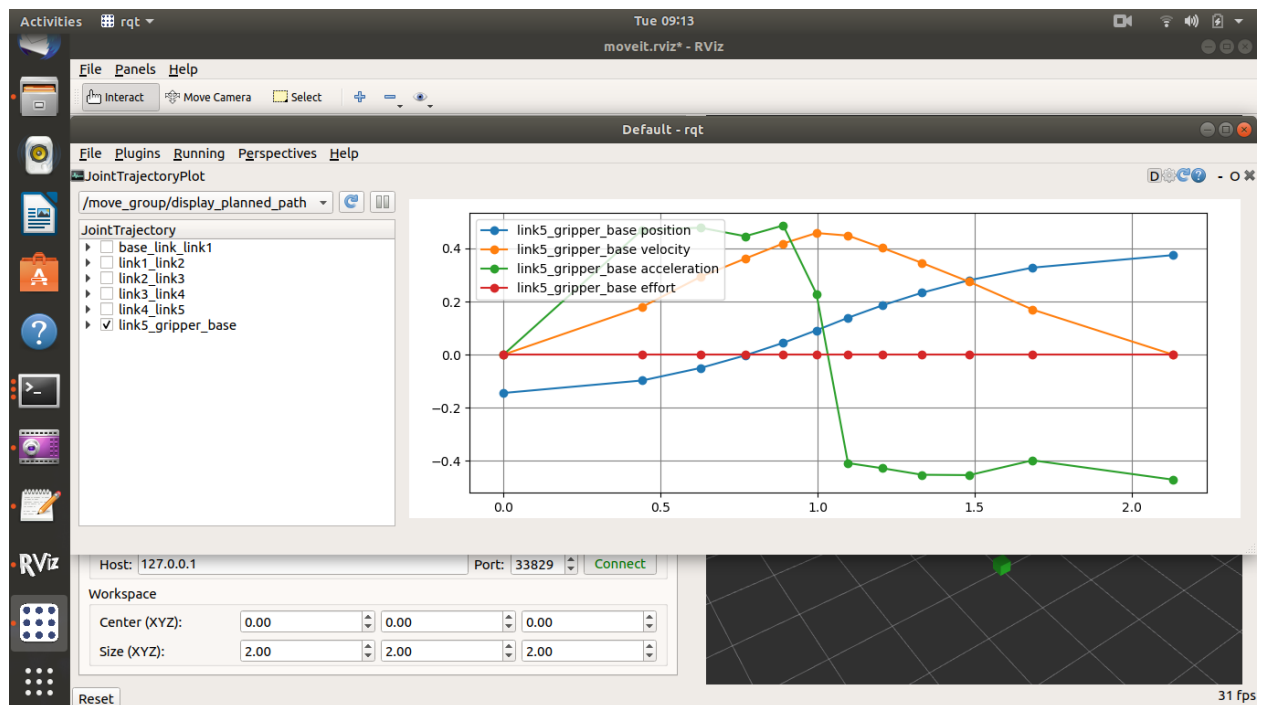 Activities rqt Tue 09:13
moveit.rviz* - RViz
File Panels Help
Interact Move Camera Select
Default - rqt
File Plugins Running Perspectives Help
JointTrajectoryPlot D - O
/move_group/display_planned_path
JointTrajectory
base_link_link1
link1_link2
link2_link3
link3_link4
link4_link5
link5_gripper_base
link5_gripper_base position
link5_gripper_base velocity
link5_gripper_base acceleration
link5_gripper_base effort
0.4
0.2
0.0
−0.2
−0.4
0.0 0.5 1.0 1.5 2.0
RViz
Host: 127.0.0.1 Port: 33829 Connect
Workspace
Center (XYZ): 0.00 0.00 0.00
Size (XYZ): 2.00 2.00 2.00
Reset
31 fps